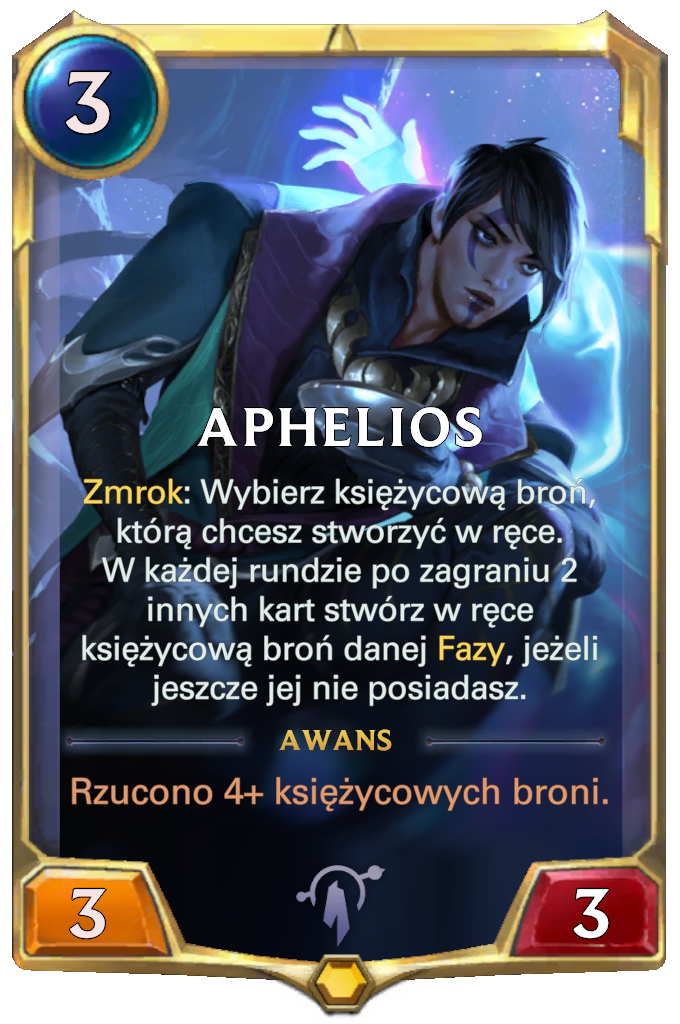 3
APHELIOS
Zmrok: Wybierz księżycową broń,
którą chcesz stworzyć w ręce.
W każdej rundzie po zagraniu 2
innych kart stwórz w ręce
księżycową broń danej Fazy, jeżeli
jeszcze jej nie posiadasz.
AWANS
Rzucono 4+ księżycowych broni.
3
3